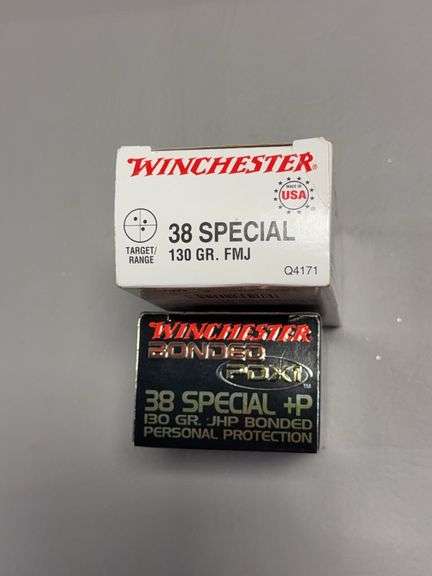 WINCHESTER
MADE IN
USA
38 SPECIAL
130 GR. FMJ
TARGET/
RANGE
Q4171
WINCHESTER
BONDED
PDX1 ™
38 SPECIAL +P
130 GR. JHP BONDED
PERSONAL PROTECTION